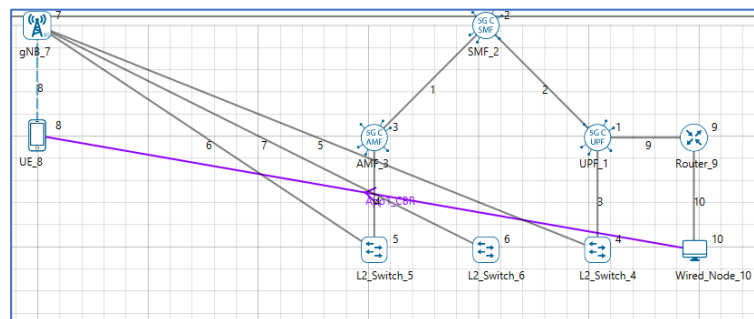 7
2
5G C
SMF
gNB_7
SMF_2
8
1
2
8
3
5G C
AMF
1
5G C
UPF
9
6
7
5
9
UE_8
AMF_3
UPF_1
Router_9
4
App1_CBR
3
10
5
6
4
10
L2_Switch_5
L2_Switch_6
L2_Switch_4
Wired_Node_10